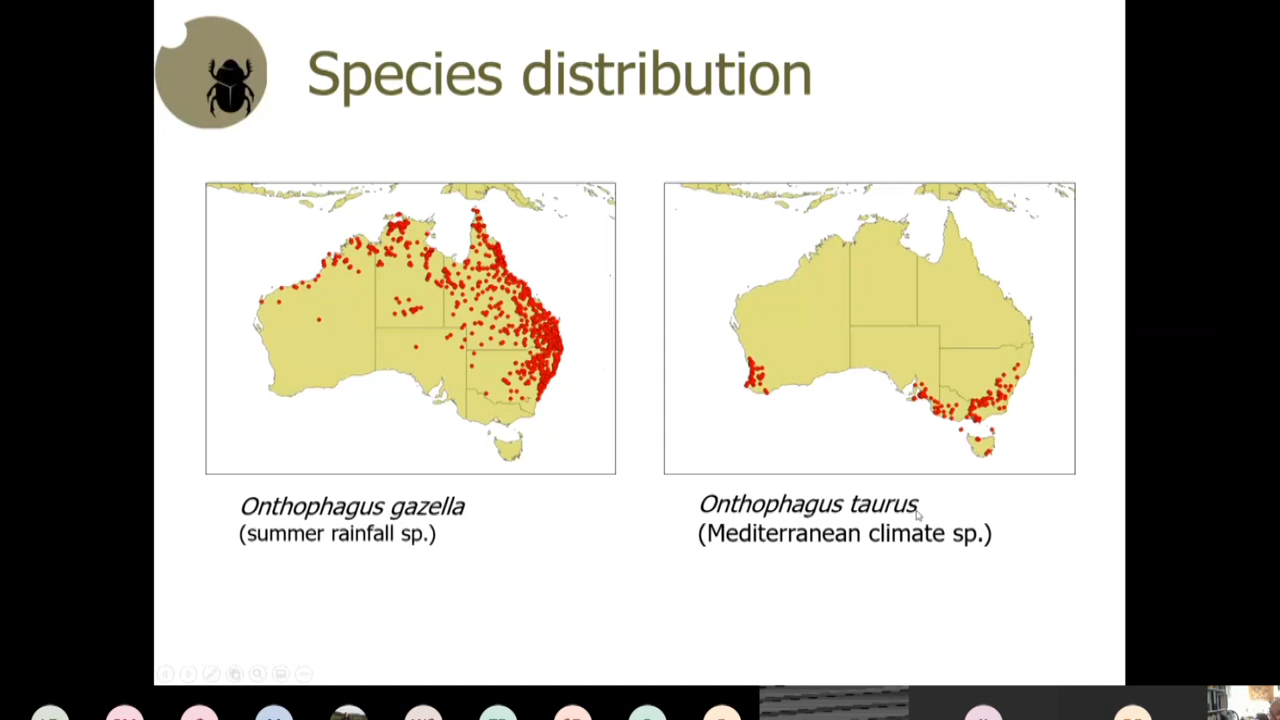 Species distribution
Onthophagus gazella
(summer rainfall sp.)
Onthophagus taurus
(Mediterranean climate sp.)